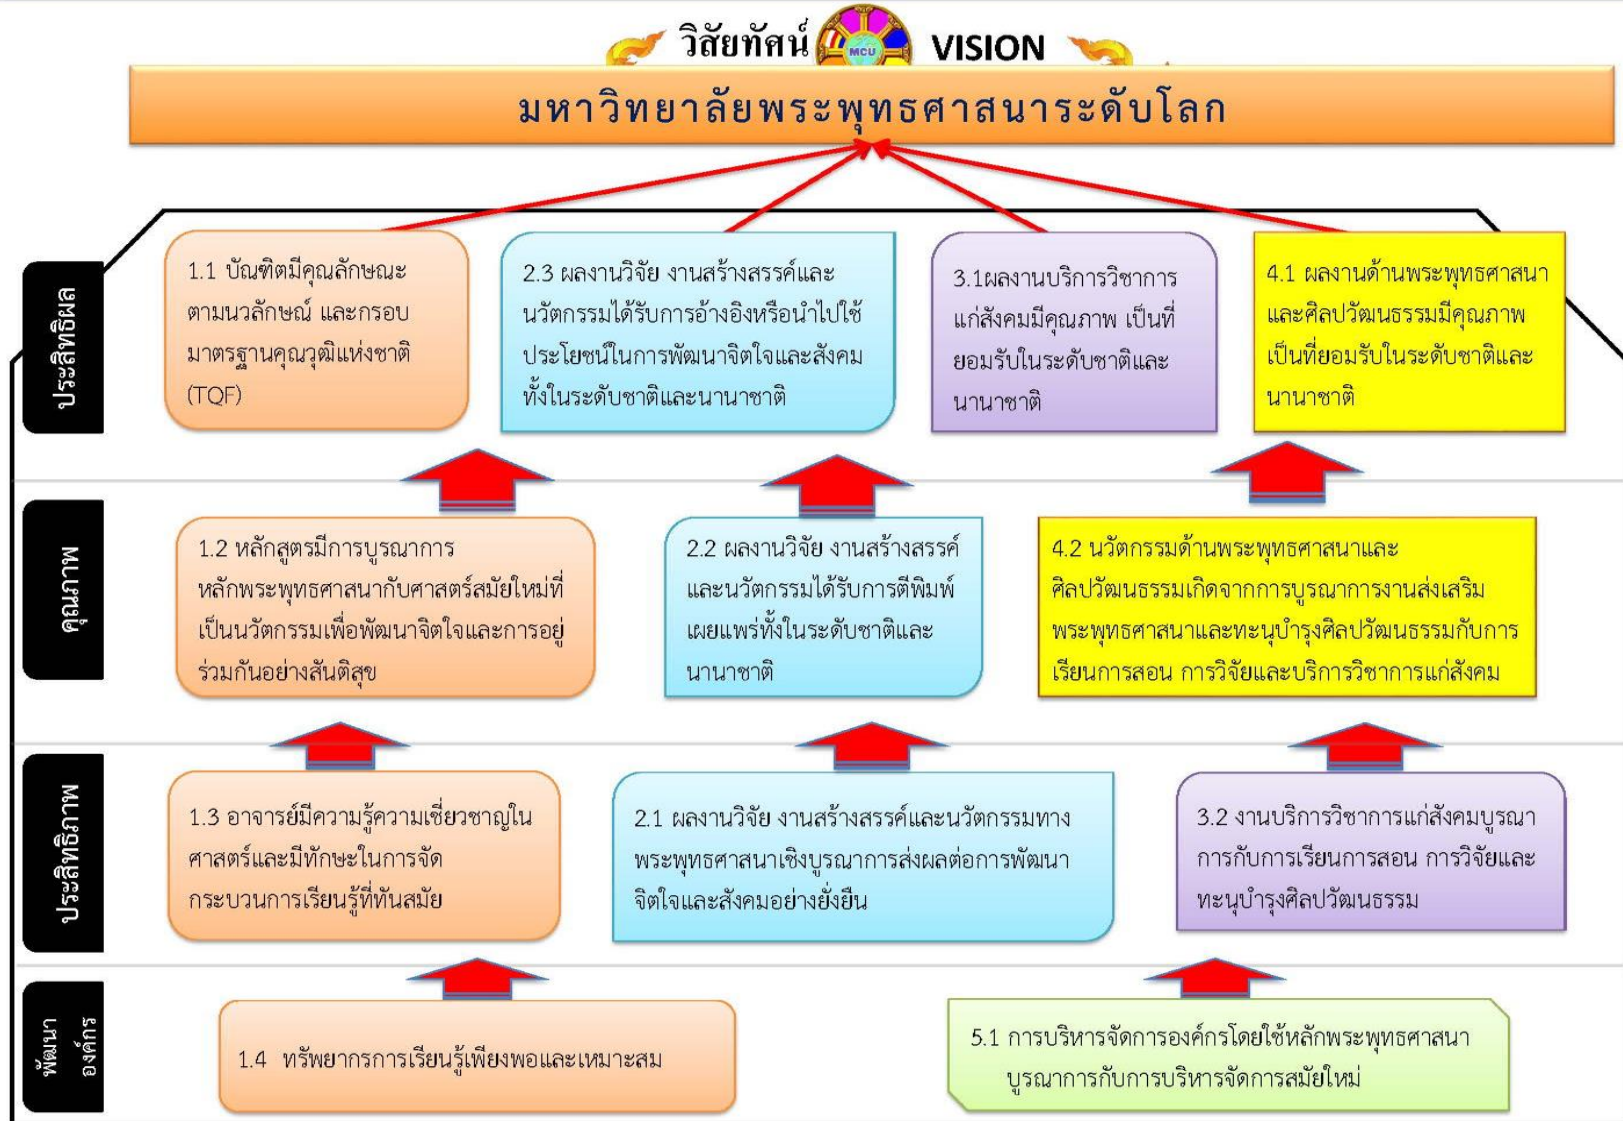 วิสัยทัศน์ MCU VISION
มหาวิทยาลัยพระพุทธศาสนาระดับโลก
ประสิทธิผล
1.1 บัณฑิตมีคุณลักษณะ
ตามนวลักษณ์ และกรอบ
มาตรฐานคุณวุฒิแห่งชาติ
(TQF)
2.3 ผลงานวิจัย งานสร้างสรรค์และ
นวัตกรรมได้รับการอ้างอิงหรือนำไปใช้
ประโยชน์ในการพัฒนาจิตใจและสังคม
ทั้งในระดับชาติและนานาชาติ
3.1ผลงานบริการวิชาการ
แก่สังคมมีคุณภาพ เป็นที่
ยอมรับในระดับชาติและ
นานาชาติ
4.1 ผลงานด้านพระพุทธศาสนา
และศิลปวัฒนธรรมมีคุณภาพ
เป็นที่ยอมรับในระดับชาติและ
นานาชาติ
คุณภาพ
1.2 หลักสูตรมีการบูรณาการ
หลักพระพุทธศาสนากับศาสตร์สมัยใหม่ที่
เป็นนวัตกรรมเพื่อพัฒนาจิตใจและการอยู่
ร่วมกันอย่างสันติสุข
2.2 ผลงานวิจัย งานสร้างสรรค์
และนวัตกรรมได้รับการตีพิมพ์
เผยแพร่ทั้งในระดับชาติและ
นานาชาติ
4.2 นวัตกรรมด้านพระพุทธศาสนาและ
ศิลปวัฒนธรรมเกิดจากการบูรณาการงานส่งเสริม
พระพุทธศาสนาและทะนุบำรุงศิลปวัฒนธรรมกับการ
เรียนการสอน การวิจัยและบริการวิชาการแก่สังคม
ประสิทธิภาพ
1.3 อาจารย์มีความรู้ความเชี่ยวชาญใน
ศาสตร์และมีทักษะในการจัด
กระบวนการเรียนรู้ที่ทันสมัย
2.1 ผลงานวิจัย งานสร้างสรรค์และนวัตกรรมทาง
พระพุทธศาสนาเชิงบูรณาการส่งผลต่อการพัฒนา
จิตใจและสังคมอย่างยั่งยืน
3.2 งานบริการวิชาการแก่สังคมบูรณา
การกับการเรียนการสอน การวิจัยและ
ทะนุบำรุงศิลปวัฒนธรรม
พัฒนา
องค์กร
1.4 ทรัพยากรการเรียนรู้เพียงพอและเหมาะสม
5.1 การบริหารจัดการองค์กรโดยใช้หลักพระพุทธศาสนา
บูรณาการกับการบริหารจัดการสมัยใหม่